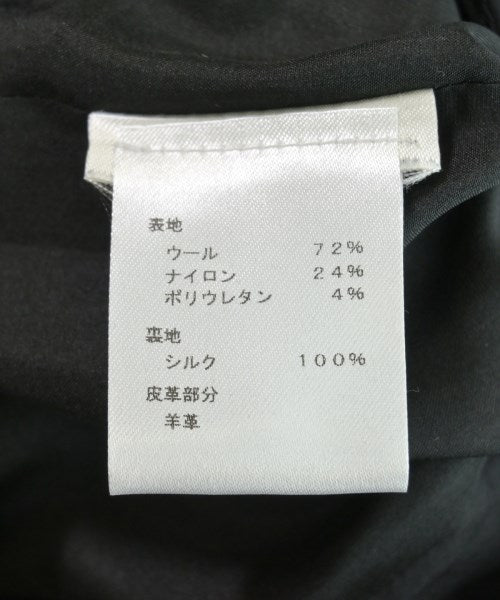 表地
ウール 72%
ナイロン 24%
ポリウレタン 4%
裏地
シルク 100%
皮革部分
羊革